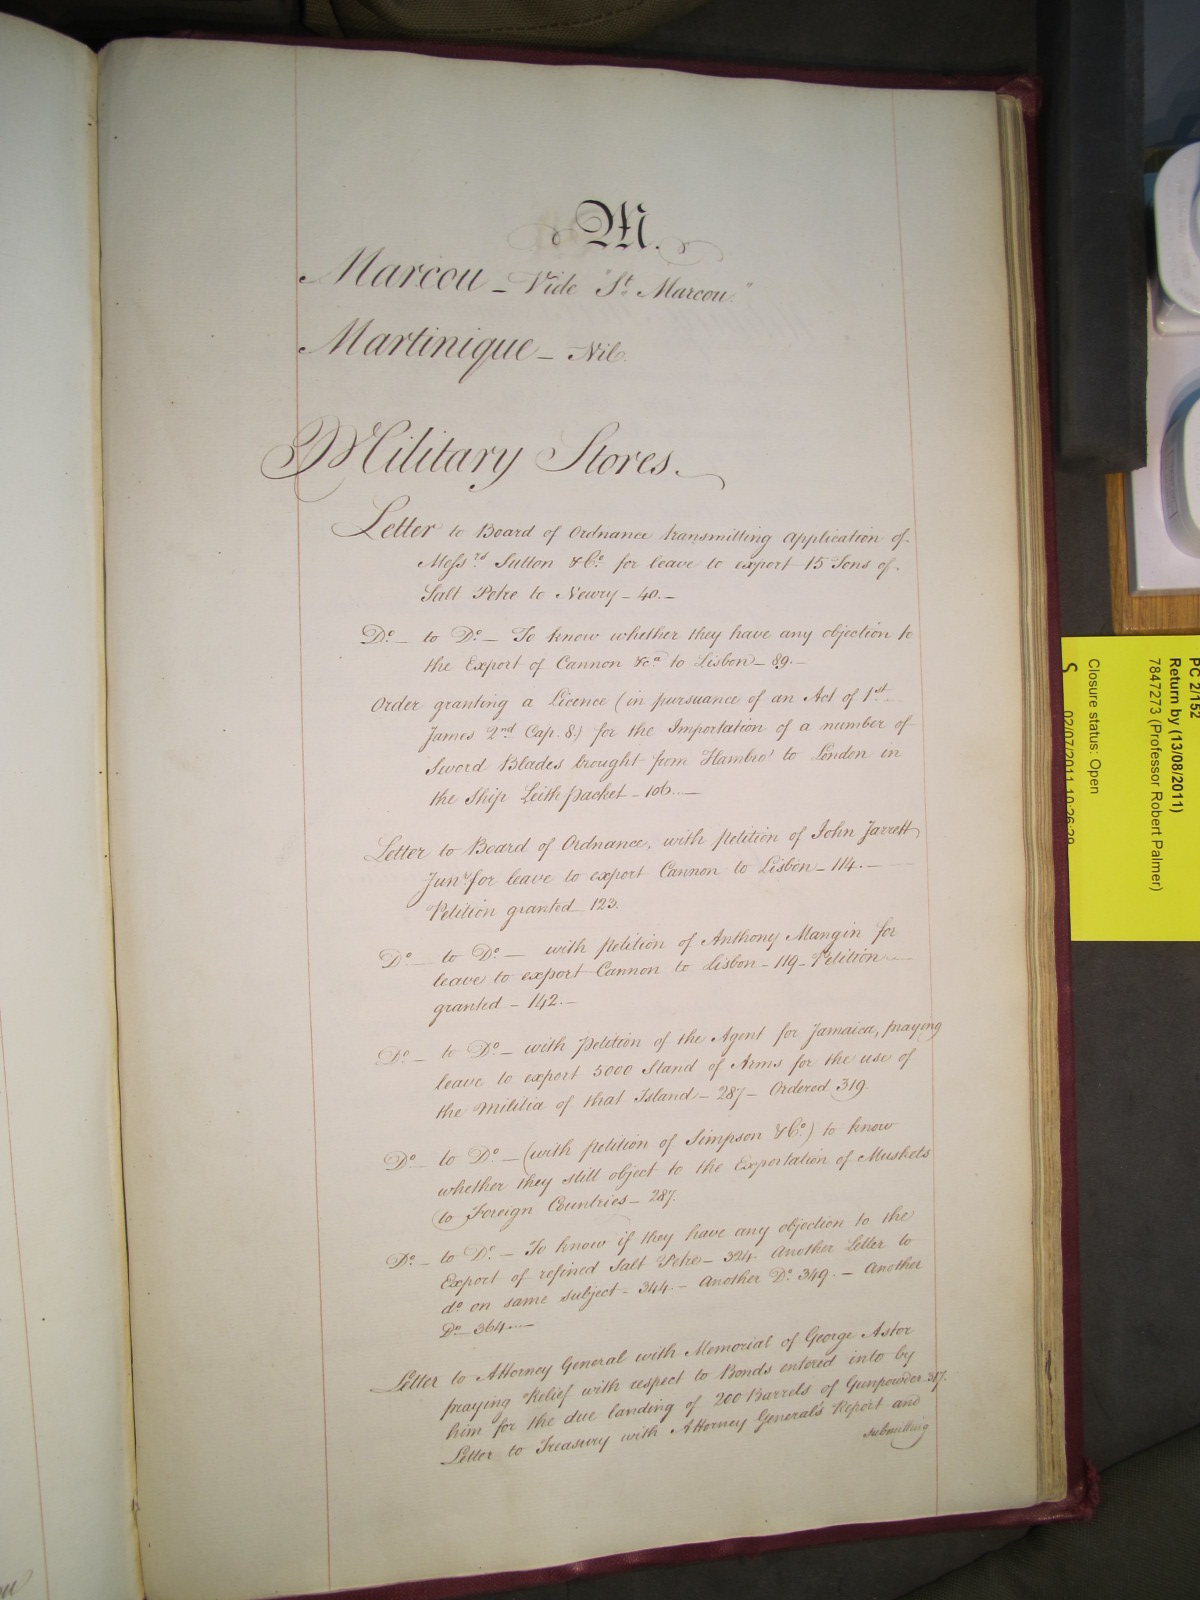 M.
Marcou - Vide "St. Marcou."
Martinique - Nil.
Military Stores.
Letter to Board of Ordnance transmitting application of
Messrs Sutton & Co. for leave to export 15 Tons of
Salt Petre to Newry - 40. -
Do. - to Do. - To know whether they have any objection to
the Export of Cannon &ca to Lisbon - 89. -
Order granting a Licence (in pursuance of an Act of 1st
James 2nd Cap. 8.) for the Importation of a number of
Sword Blades brought from Hambro' to London in
the Ship Leith Packet - 106. -
Letter to Board of Ordnance, with petition of John Jarrett
Junr for leave to export Cannon to Lisbon - 114. -
Petition granted 123.
Do. - to Do. - with petition of Anthony Mangin for
leave to export Cannon to Lisbon - 119 - Petition
granted - 142. -
Do. - to Do. - with petition of the Agent for Jamaica, praying
leave to export 5000 Stand of Arms for the use of
the Militia of that Island - 287 - Ordered 319.
Do. - to Do. - (with petition of Simpson & Co.) to know
whether they still object to the Exportation of Muskets
to Foreign Countries - 287.
Do. - to Do. - To know if they have any objection to the
Export of refined Salt Petre - 324. Another Letter to
do. on same subject - 344. - Another Do. 349. - Another
Do. 364. -
Letter to Attorney General with Memorial of George Astor
praying Relief with respect to Bonds entered into by
him for the due landing of 200 Barrels of Gunpowder 317.
Letter to Treasury with Attorney General's Report and
submitting
PC 2/152
Return by (13/08/2011)
7847273 (Professor Robert Palmer)
Closure status: Open
02/07/2011 10:26:29
S